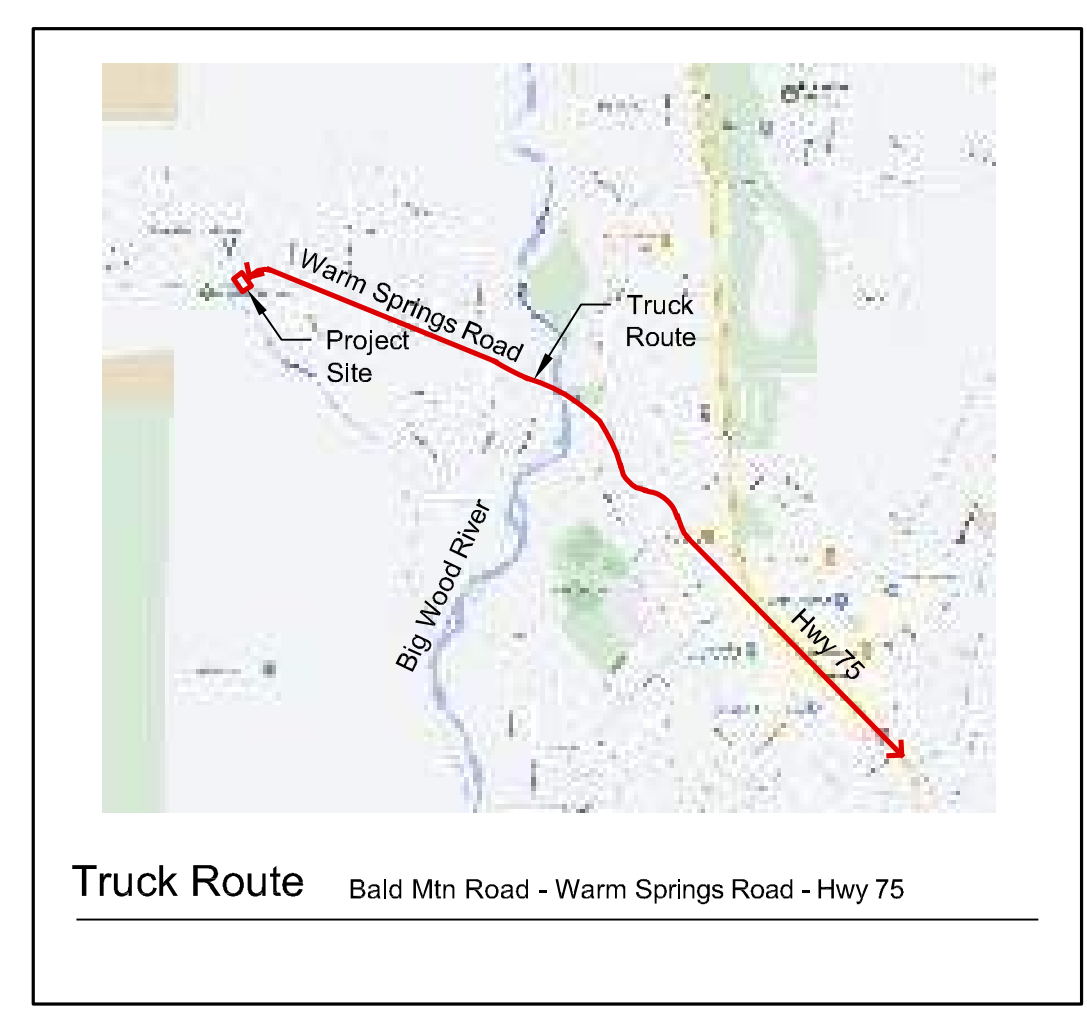 Warm Springs Road
Truck
Route
Project
Site
Big Wood River
Hwy 75
Truck Route
Bald Mtn Road - Warm Springs Road - Hwy 75